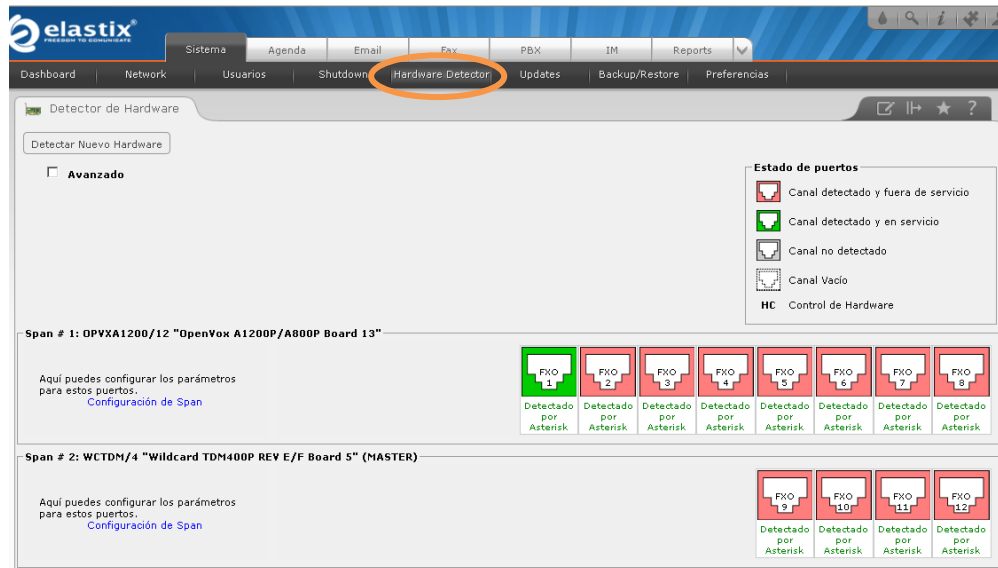 elastix®
FREEDOM TO COMMUNICATE
Sistema Agenda Email Fax PBX IM Reports
Dashboard Network Usuarios Shutdown Hardware Detector Updates Backup/Restore Preferencias
Detector de Hardware
Detectar Nuevo Hardware
Avanzado
Estado de puertos
Canal detectado y fuera de servicio
Canal detectado y en servicio
Canal no detectado
Canal Vacío
HC Control de Hardware
Span # 1: OPVXA1200/12 "OpenVox A1200P/A800P Board 13"
Aquí puedes configurar los parámetros
para estos puertos.
Configuración de Span
FXO FXO FXO FXO FXO FXO FXO FXO
1 2 3 4 5 6 7 8
Detectado Detectado Detectado Detectado Detectado Detectado Detectado Detectado
por por por por por por por por
Asterisk Asterisk Asterisk Asterisk Asterisk Asterisk Asterisk Asterisk
Span # 2: WCTDM/4 "Wildcard TDM400P REV E/F Board 5" (MASTER)
Aquí puedes configurar los parámetros
para estos puertos.
Configuración de Span
FXO FXO FXO FXO
9 10 11 12
Detectado Detectado Detectado Detectado
por por por por
Asterisk Asterisk Asterisk Asterisk